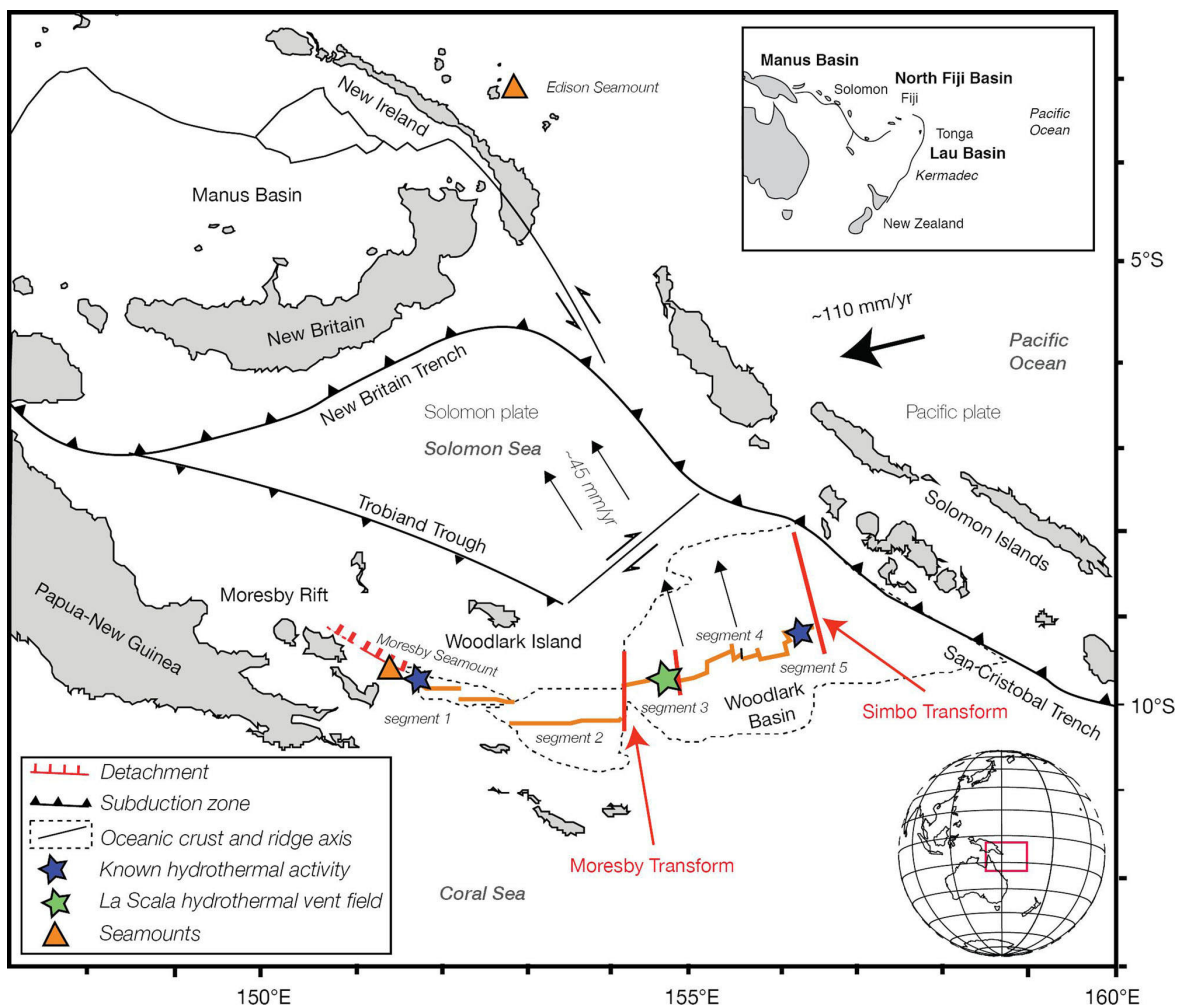 New Ireland
Edison Seamount
Manus Basin
New Britain
New Britain Trench
Solomon plate
Solomon Sea
~45 mm/yr
Trobiand Trough
Moresby Rift
Papua-New Guinea
Moresby Seamount
Woodlark Island
segment 1
segment 2
segment 3
segment 4
segment 5
Woodlark
Basin
~110 mm/yr
Pacific
Ocean
Pacific plate
Solomon Islands
San-Cristobal Trench
Simbo Transform
Moresby Transform
Coral Sea
Manus Basin
Solomon
North Fiji Basin
Fiji
Pacific
Ocean
Tonga
Lau Basin
Kermadec
New Zealand
Detachment
Subduction zone
Oceanic crust and ridge axis
Known hydrothermal activity
La Scala hydrothermal vent field
Seamounts
5°S
10°S
150°E
155°E
160°E